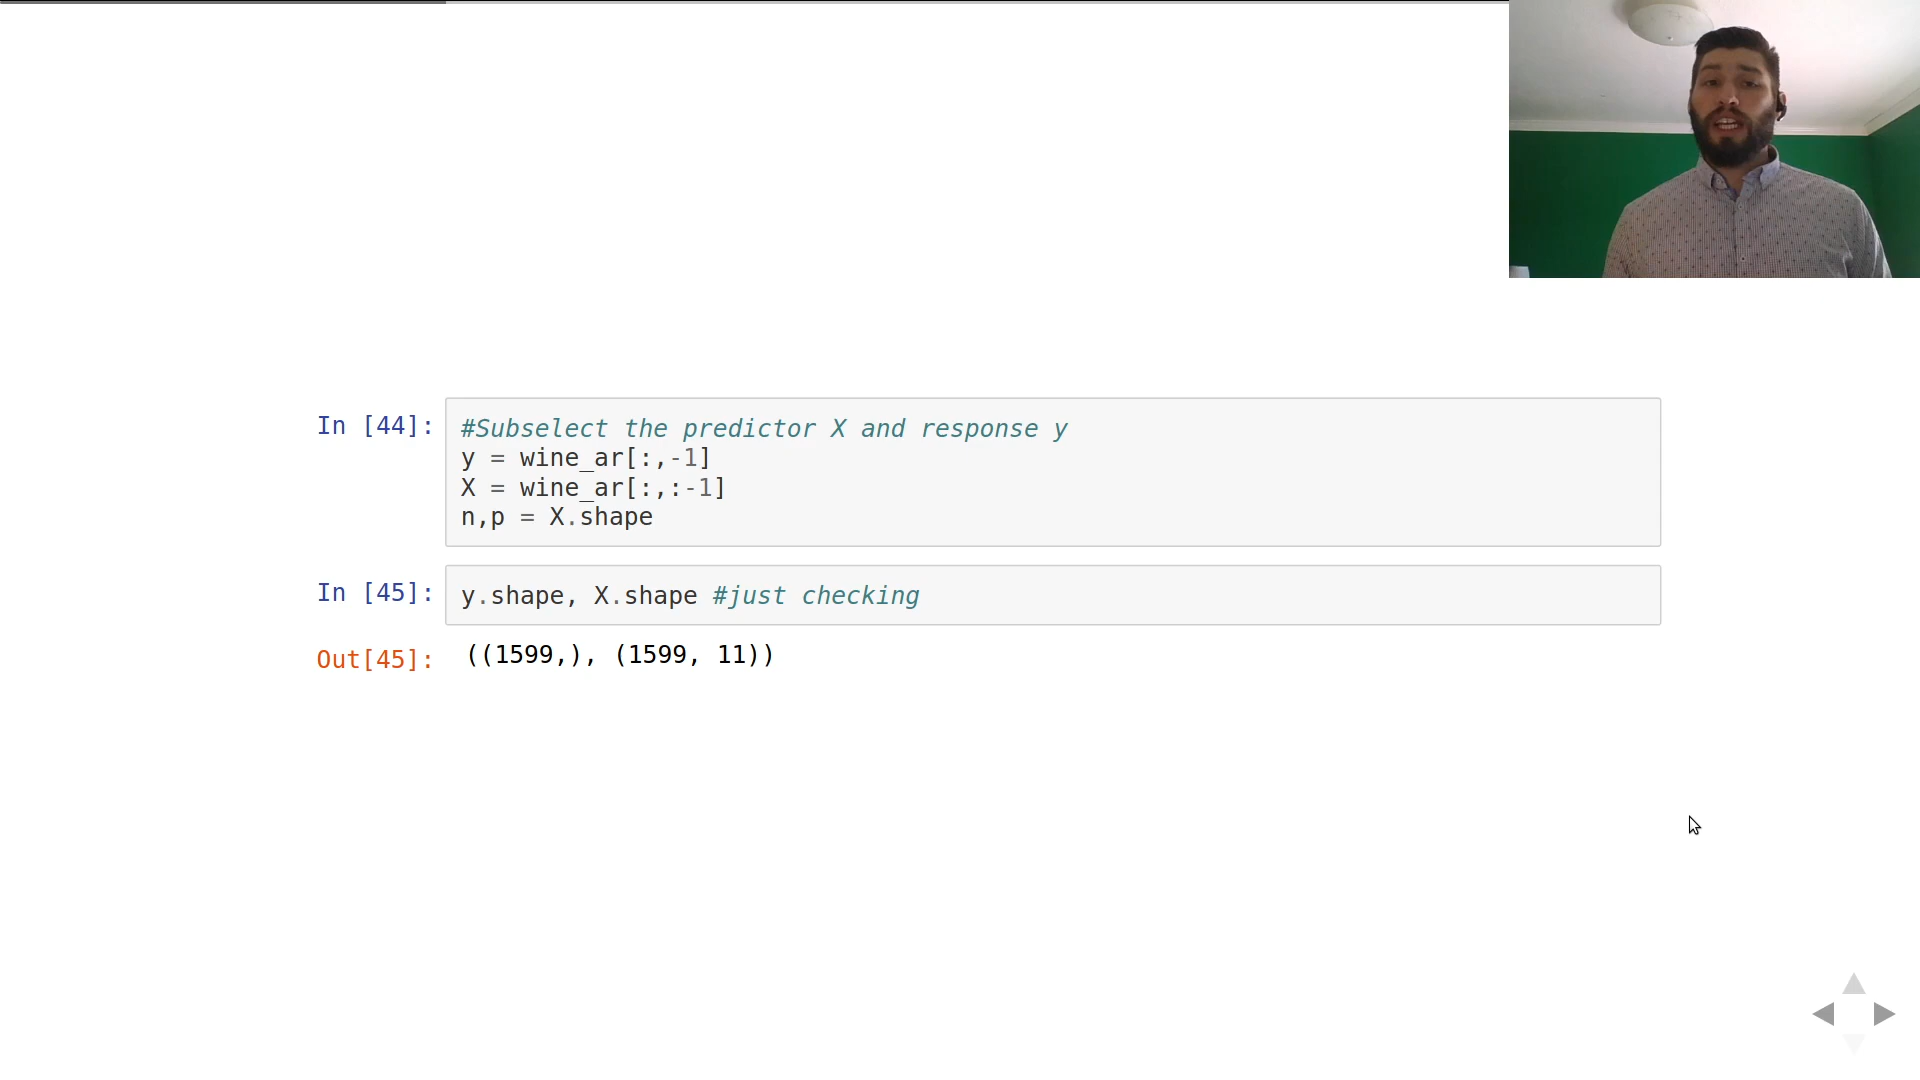 In [44]:
#Subselect the predictor X and response y
y = wine_ar[:,-1]
X = wine_ar[:,:-1]
n,p = X.shape
In [45]:
y.shape, X.shape #just checking
Out[45]:
((1599,), (1599, 11))